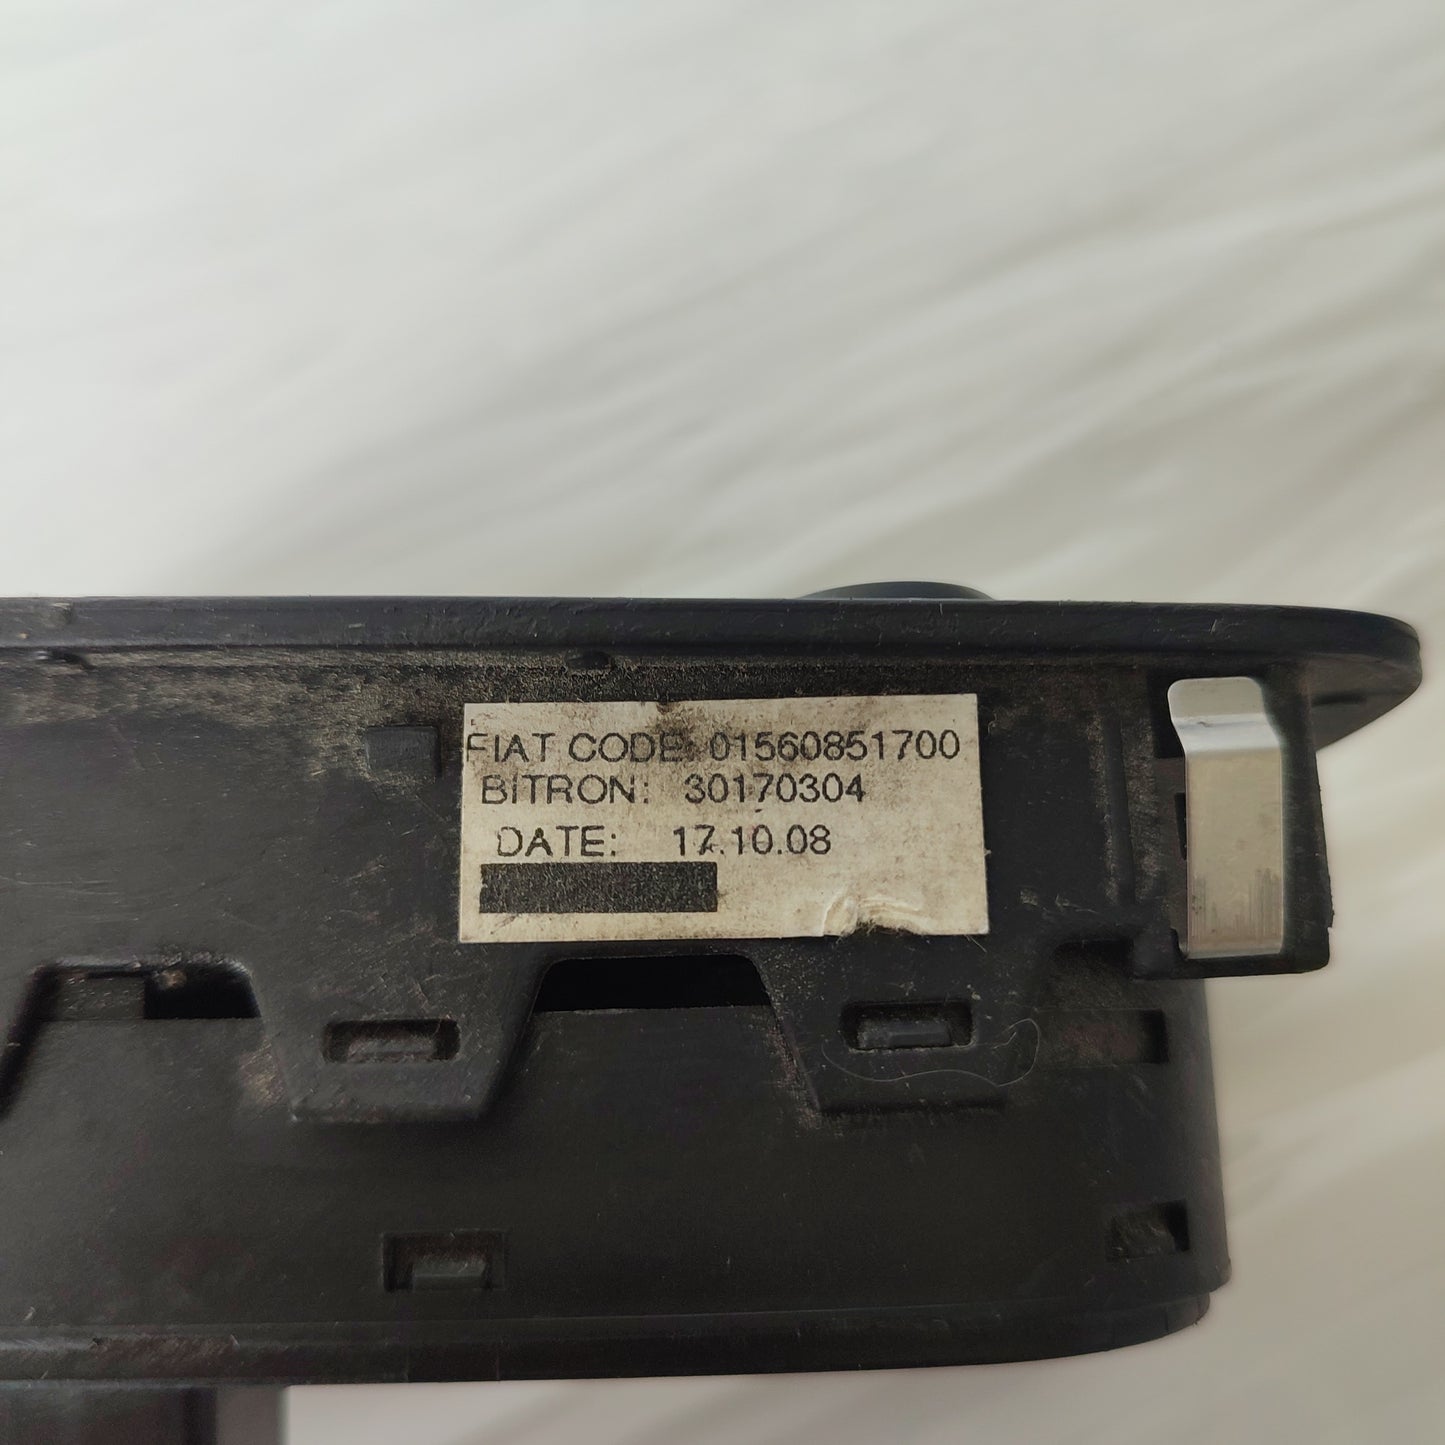 FIAT CODE: 01560851700
BITRON: 30170304
DATE: 17.10.08